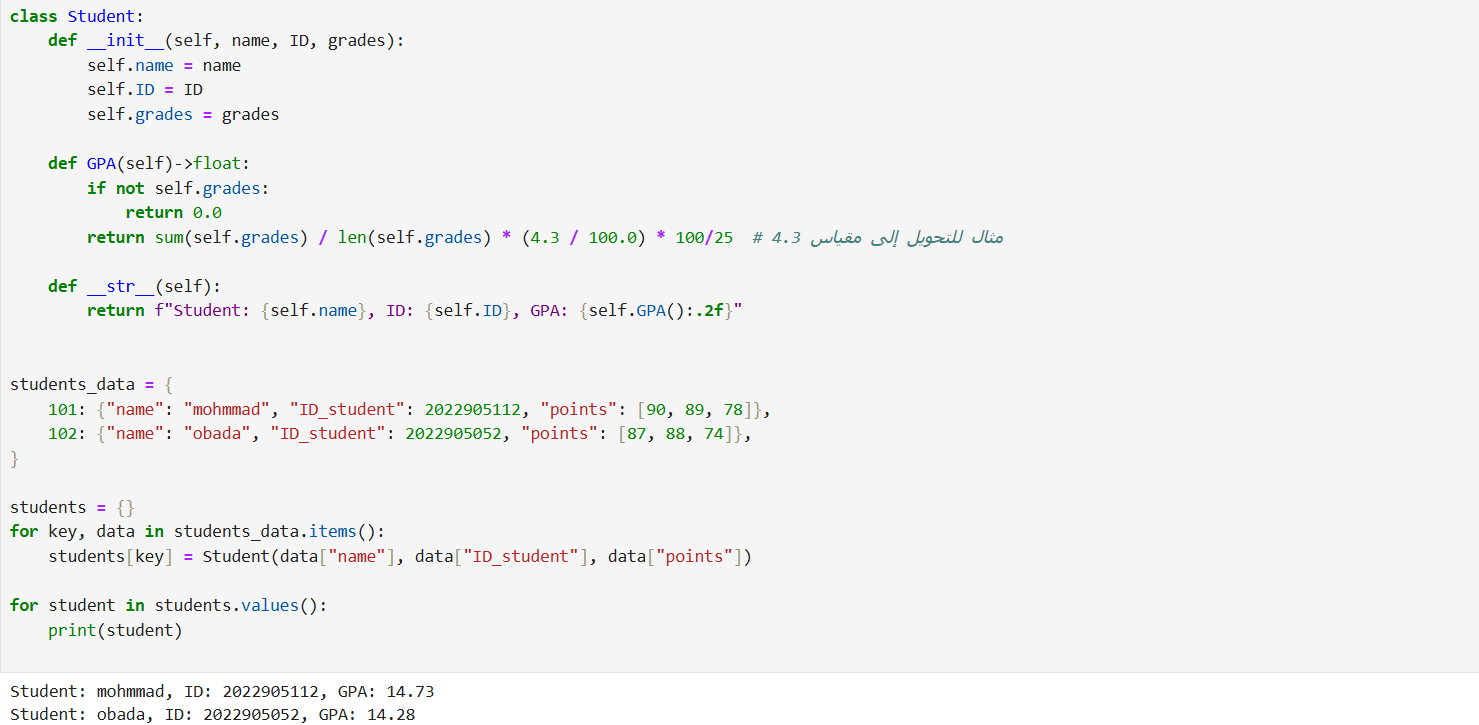 class Student:
    def __init__(self, name, ID, grades):
        self.name = name
        self.ID = ID
        self.grades = grades

    def GPA(self)->float:
        if not self.grades:
            return 0.0
        return sum(self.grades) / len(self.grades) * (4.3 / 100.0) * 100/25  # مثال للتحويل إلى مقياس 4.3

    def __str__(self):
        return f"Student: {self.name}, ID: {self.ID}, GPA: {self.GPA():.2f}"


students_data = {
    101: {"name": "mohmmad", "ID_student": 2022905112, "points": [90, 89, 78]},
    102: {"name": "obada", "ID_student": 2022905052, "points": [87, 88, 74]},
}

students = {}
for key, data in students_data.items():
    students[key] = Student(data["name"], data["ID_student"], data["points"])

for student in students.values():
    print(student)

Student: mohmmad, ID: 2022905112, GPA: 14.73
Student: obada, ID: 2022905052, GPA: 14.28